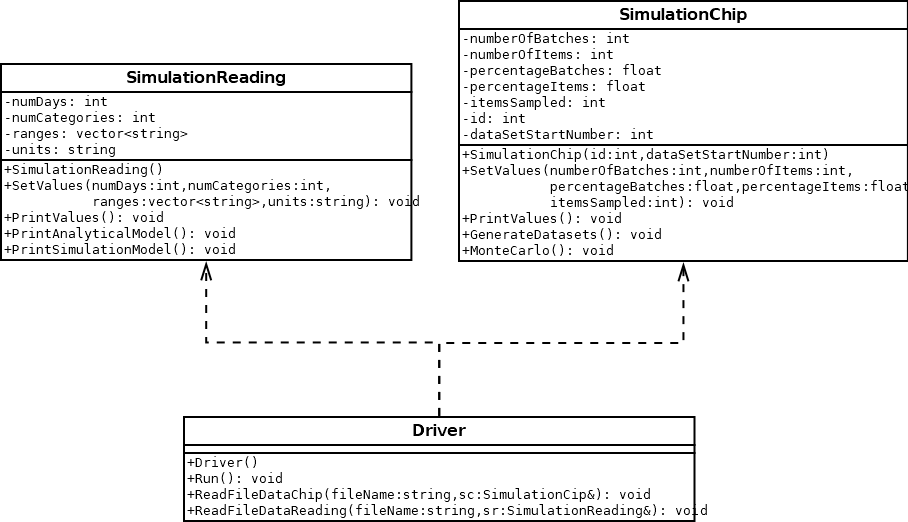 SimulationReading
-numDays: int
-numCategories: int
-ranges: vector<string>
-units: string
+SimulationReading()
+SetValues(numDays:int,numCategories:int,
ranges:vector<string>,units:string): void
+PrintValues(): void
+PrintAnalyticalModel(): void
+PrintSimulationModel(): void
SimulationChip
-numberOfBatches: int
-numberOfItems: int
-percentageBatches: float
-percentageItems: float
-itemsSampled: int
-id: int
-dataSetStartNumber: int
+SimulationChip(id:int,dataSetStartNumber:int)
+SetValues(numberOfBatches:int,numberOfItems:int,
percentageBatches:float,percentageItems:float
itemsSampled:int): void
+PrintValues(): void
+GenerateDatasets(): void
+MonteCarlo(): void
Driver
+Driver()
+Run(): void
+ReadFileDataChip(fileName:string,sc:SimulationCip&): void
+ReadFileDataReading(fileName:string,sr:SimulationReading&): void